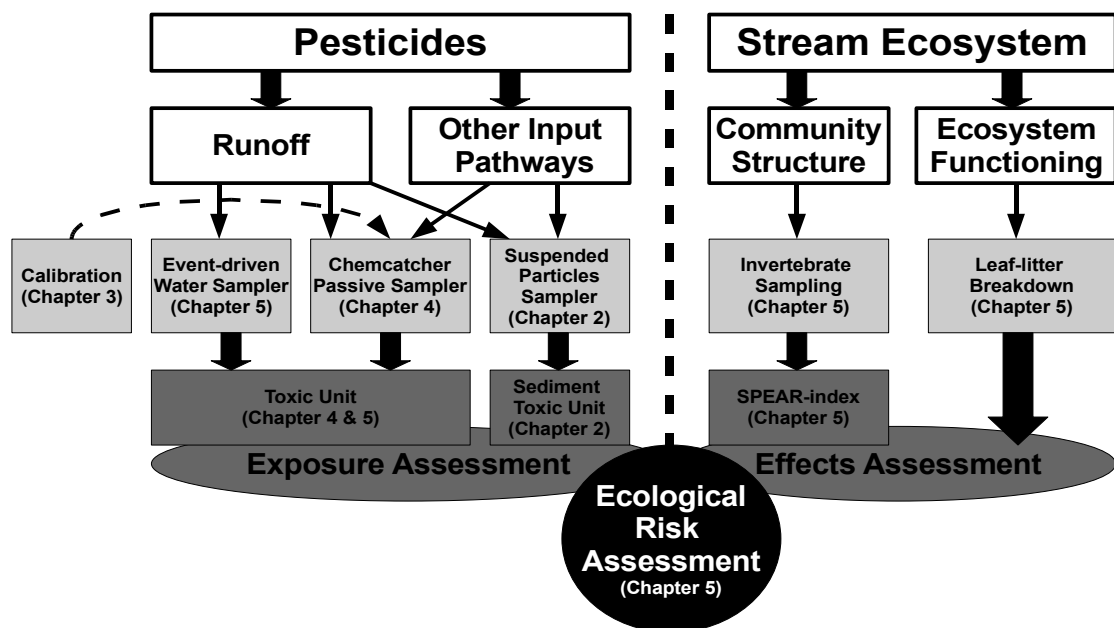 Pesticides
Stream Ecosystem
Runoff
Other Input
Pathways
Community
Structure
Ecosystem
Functioning
Calibration
(Chapter 3)
Event-driven
Water Sampler
(Chapter 5)
Chemcatcher
Passive Sampler
(Chapter 4)
Suspended
Particles
Sampler
(Chapter 2)
Invertebrate
Sampling
(Chapter 5)
Leaf-litter
Breakdown
(Chapter 5)
Toxic Unit
(Chapter 4 & 5)
Sediment
Toxic Unit
(Chapter 2)
SPEAR-index
(Chapter 5)
Exposure Assessment
Effects Assessment
Ecological
Risk
Assessment
(Chapter 5)